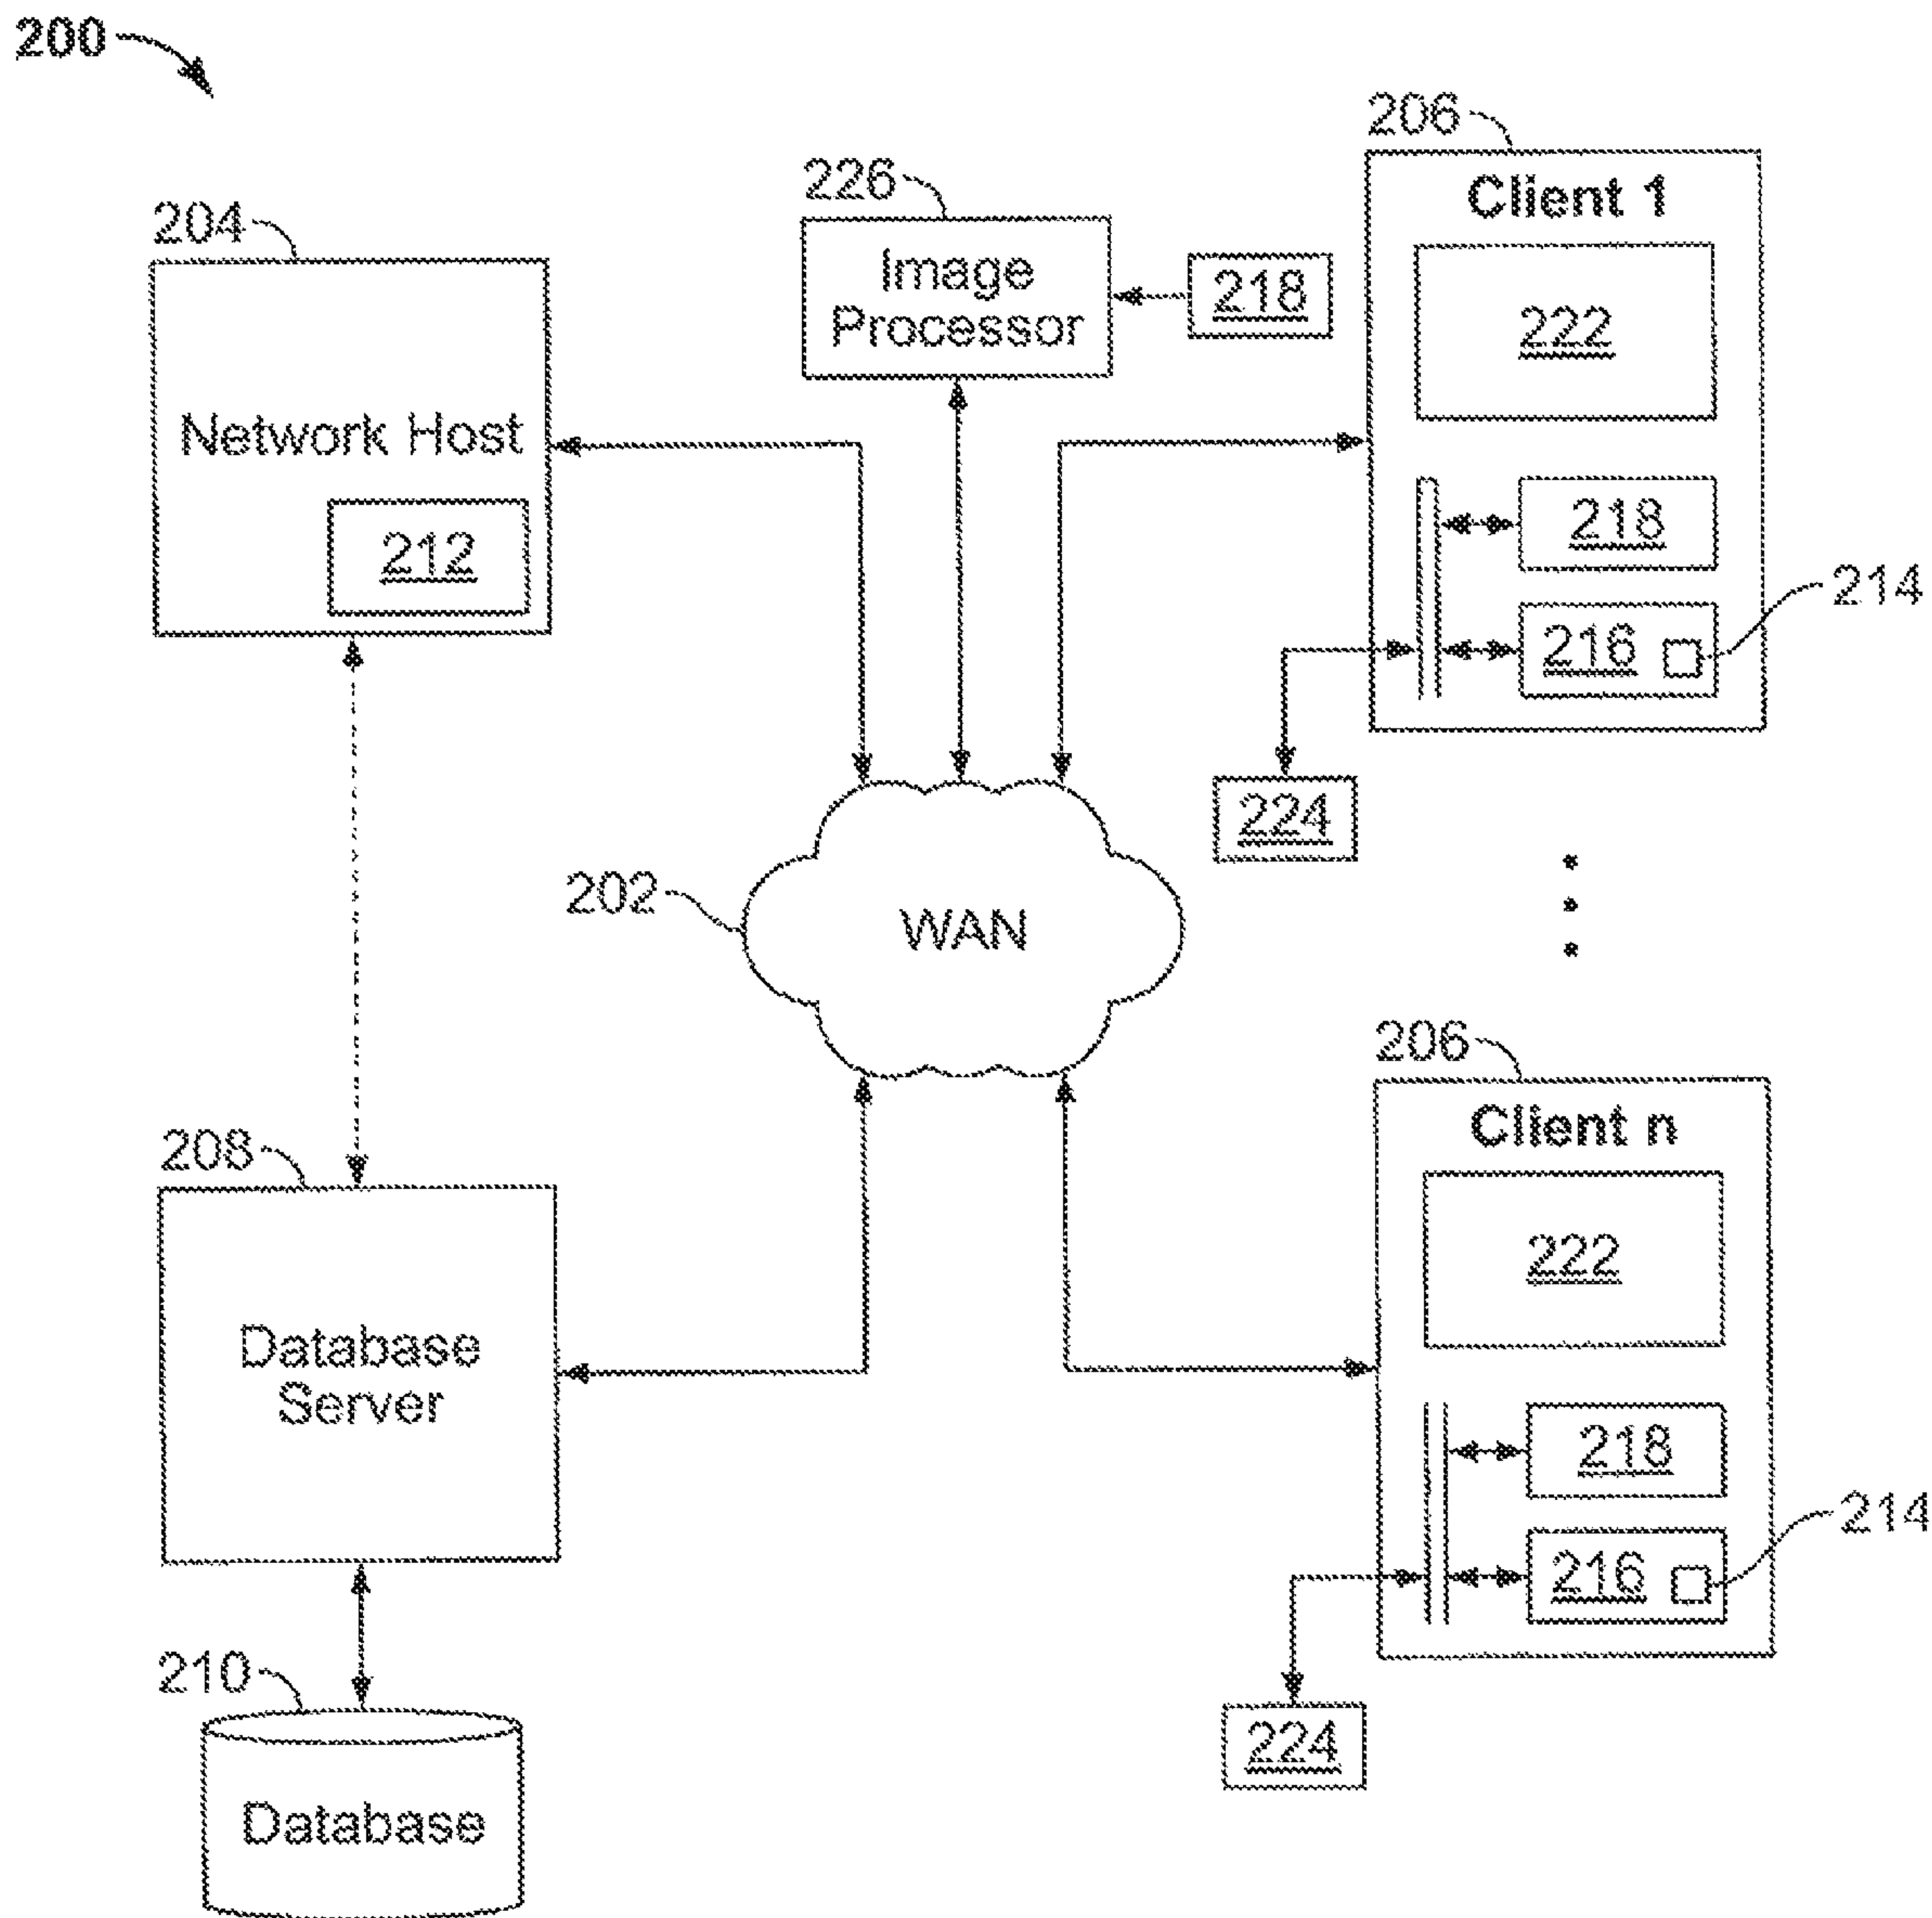 200
206
Client 1
226
204
Image
Processor
218
222
Network Host
212
218
214
216
224
202
WAN
206
Client n
208
222
Database
Server
218
214
216
210
224
Database